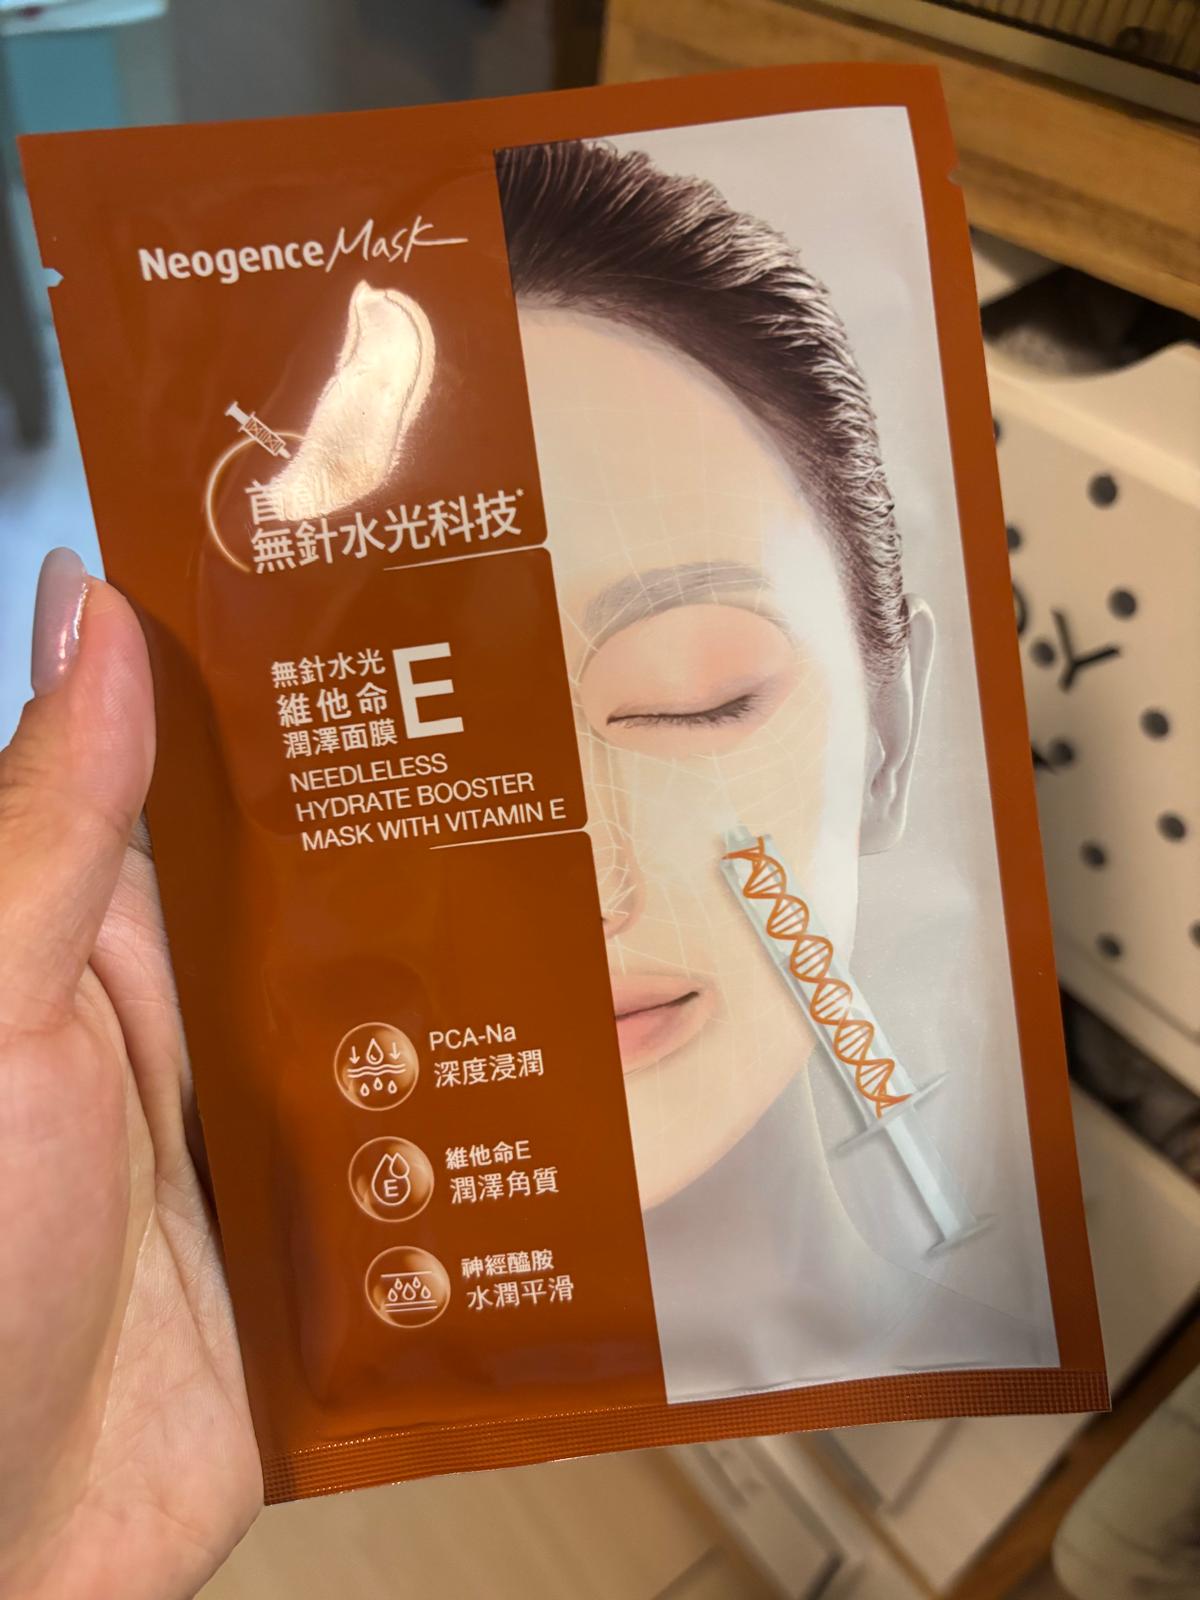 Neogence Mask
首創
無針水光科技*
無針水光
維他命
潤澤面膜
E
NEEDLELESS
HYDRATE BOOSTER
MASK WITH VITAMIN E
PCA-Na
深度浸潤
E
維他命E
潤澤角質
神經醯胺
水潤平滑
Y